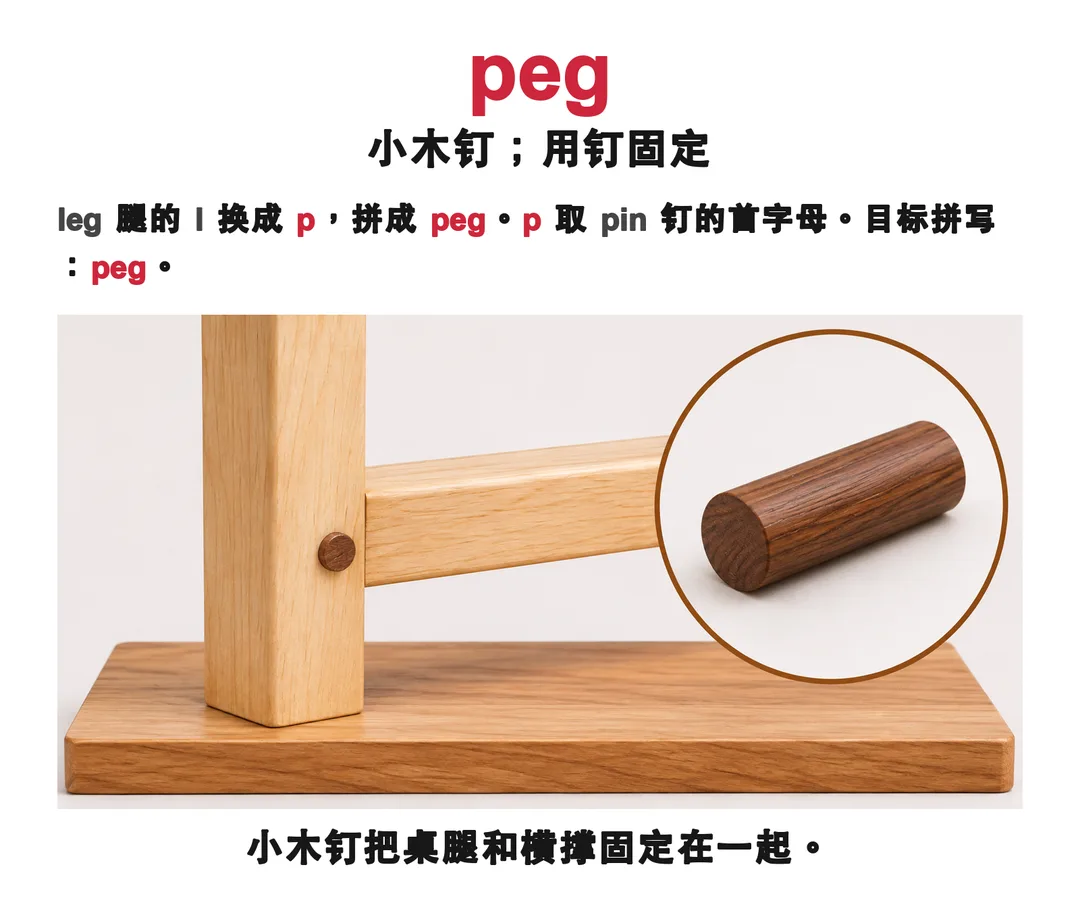 peg
小木钉；用钉固定
leg 腿的 l 换成 p，拼成 peg。p 取 pin 钉的首字母。目标拼写
：peg。
小木钉把桌腿和横撑固定在一起。